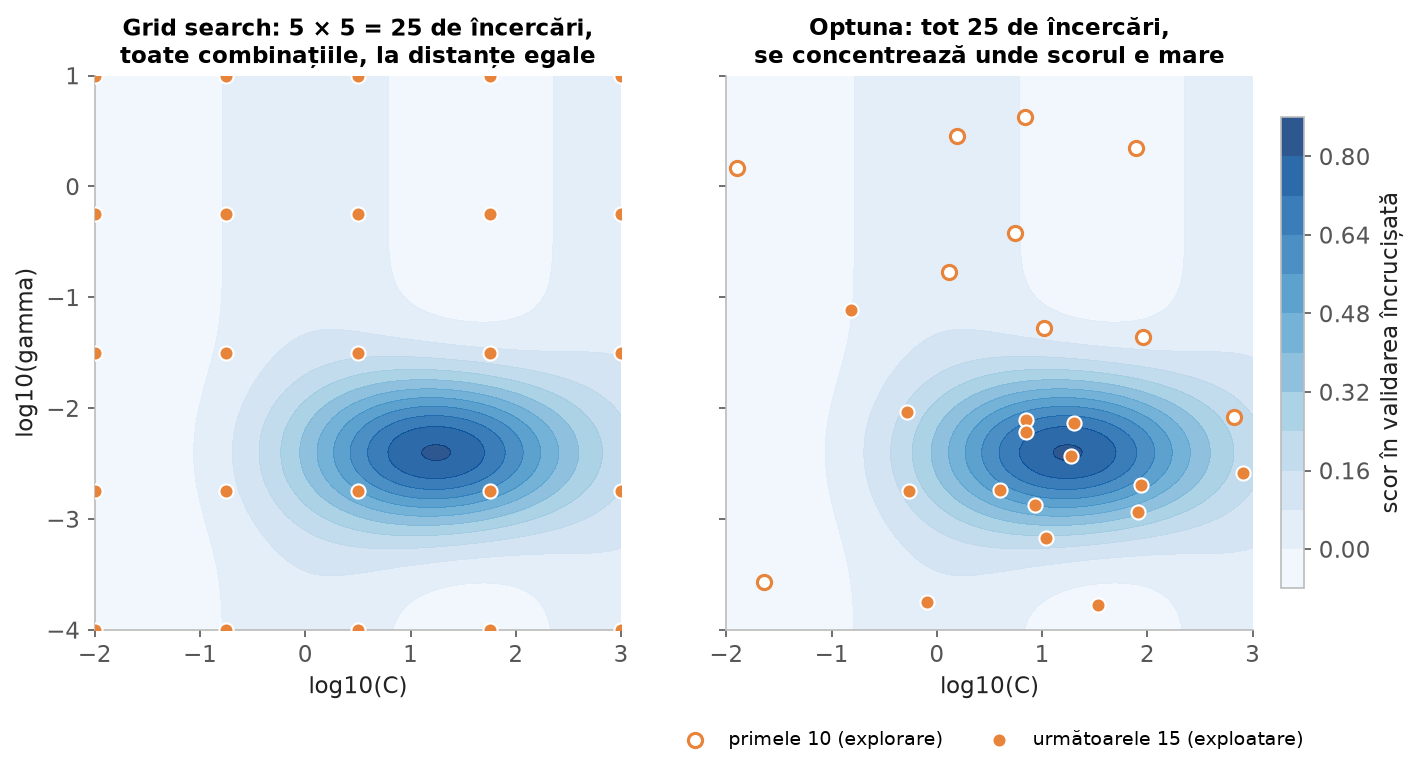 Grid search: 5 × 5 = 25 de încercări,
toate combinațiile, la distanțe egale
Optuna: tot 25 de încercări,
se concentrează unde scorul e mare
1
0
−1
−2
−3
−4
log10(gamma)
−2
−1
0
1
2
3
log10(C)
−2
−1
0
1
2
3
log10(C)
0.80
0.64
0.48
0.32
0.16
0.00
scor în validarea încrucișată
primele 10 (explorare)
următoarele 15 (exploatare)